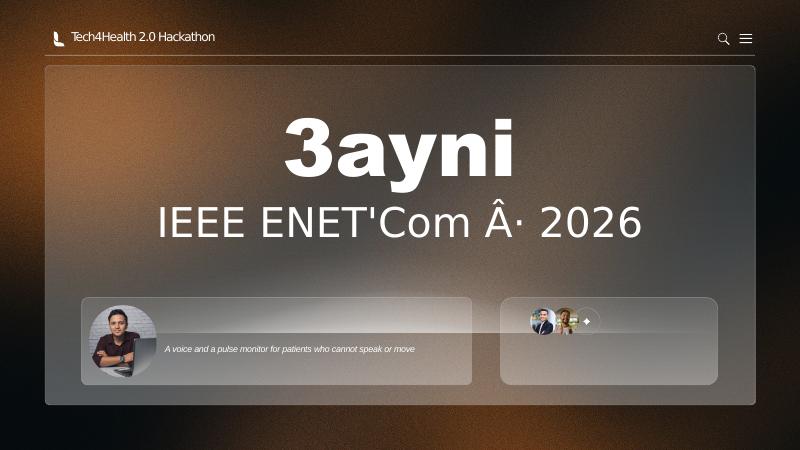 Tech4Health 2.0 Hackathon
3ayni
IEEE ENET'Com Â· 2026
A voice and a pulse monitor for patients who cannot speak or move